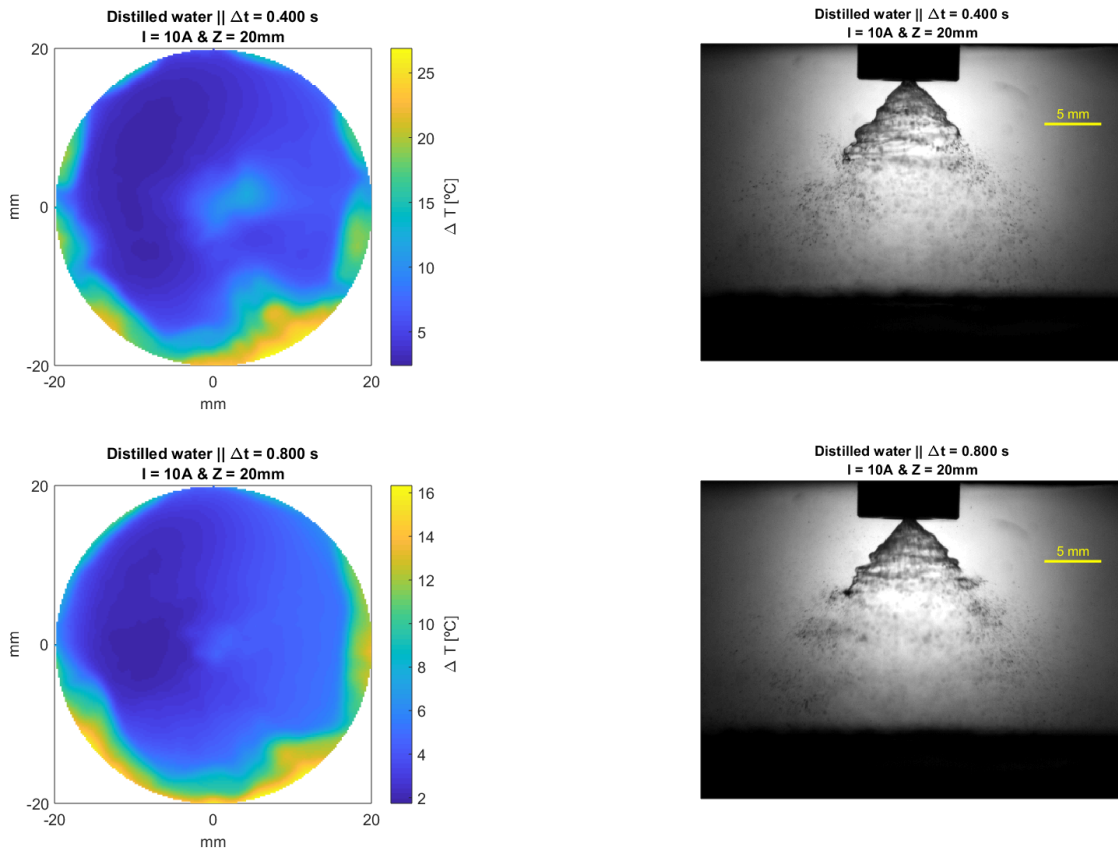 Distilled water || Δt = 0.400 s
I = 10A & Z = 20mm
20
0
-20
mm
-20
0
20
mm
25
20
15
10
5
Δ T [ºC]
Distilled water || Δt = 0.400 s
I = 10A & Z = 20mm
5 mm
Distilled water || Δt = 0.800 s
I = 10A & Z = 20mm
20
0
-20
mm
-20
0
20
mm
16
14
12
10
8
6
4
2
Δ T [ºC]
Distilled water || Δt = 0.800 s
I = 10A & Z = 20mm
5 mm